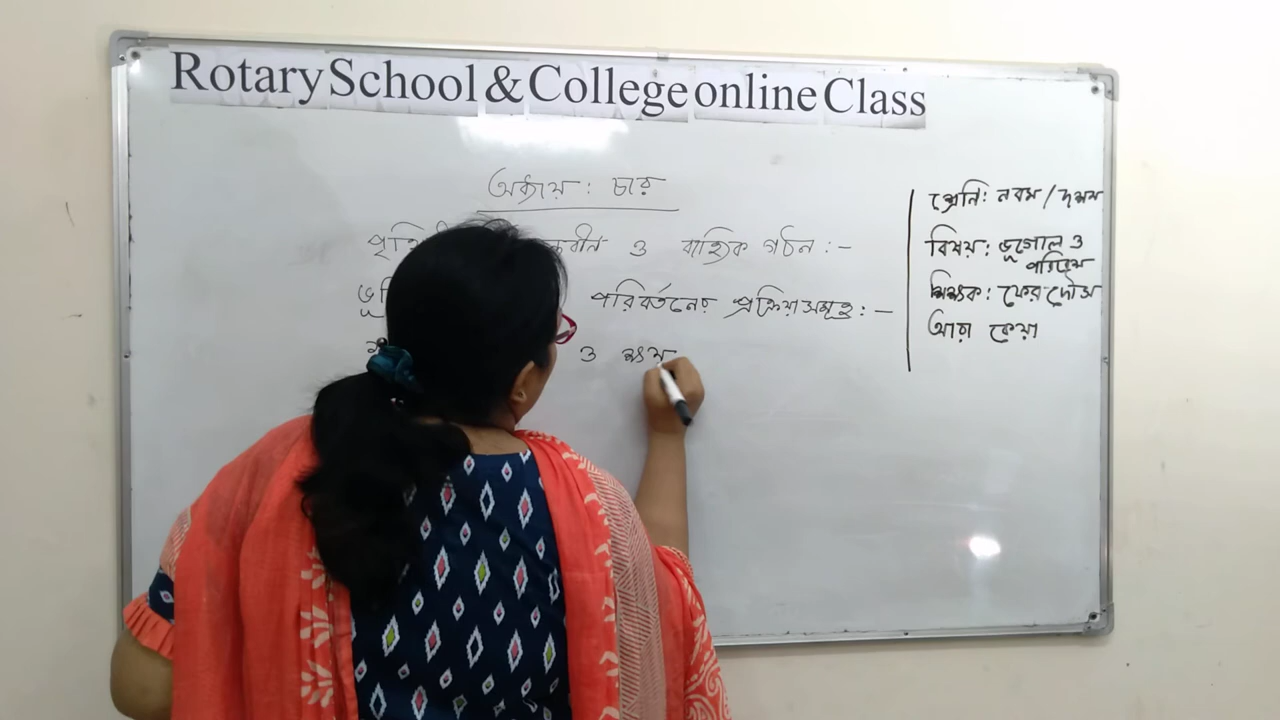 Rotary School & College online Class
অধ্যায় : চার
ও বাহ্যিক গঠন :-
পরিবর্তনের প্রক্রিয়াসমূহ : -
ও ক্ষয়
শ্রেনি: নবম / দশম
বিষয়: ভূগোল ও
পরিবেশ
শিক্ষক: ফেরদৌস
আরা কেয়া